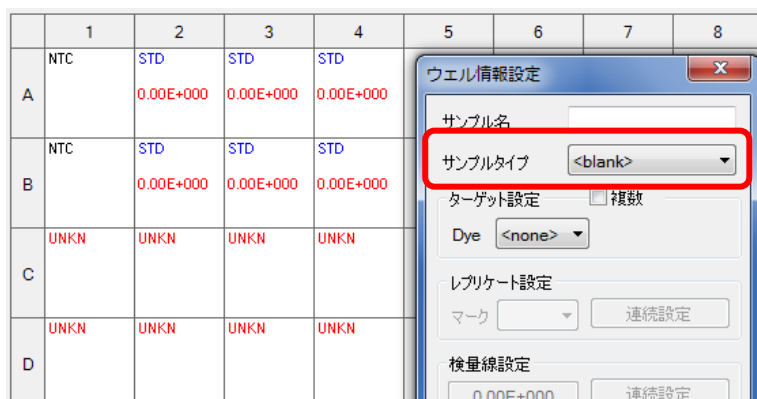 1 2 3 4 5 6 7 8
NTC STD STD STD
A 0.00E+000 0.00E+000 0.00E+000
NTC STD STD STD
B 0.00E+000 0.00E+000 0.00E+000
UNKN UNKN UNKN UNKN
C
UNKN UNKN UNKN UNKN
D
ウエル情報設定
サンプル名
サンプルタイプ <blank>
ターゲット設定 複数
Dye <none>
レプリケート設定
マーク 連続設定
検量線設定
0.00E+000 連続設定